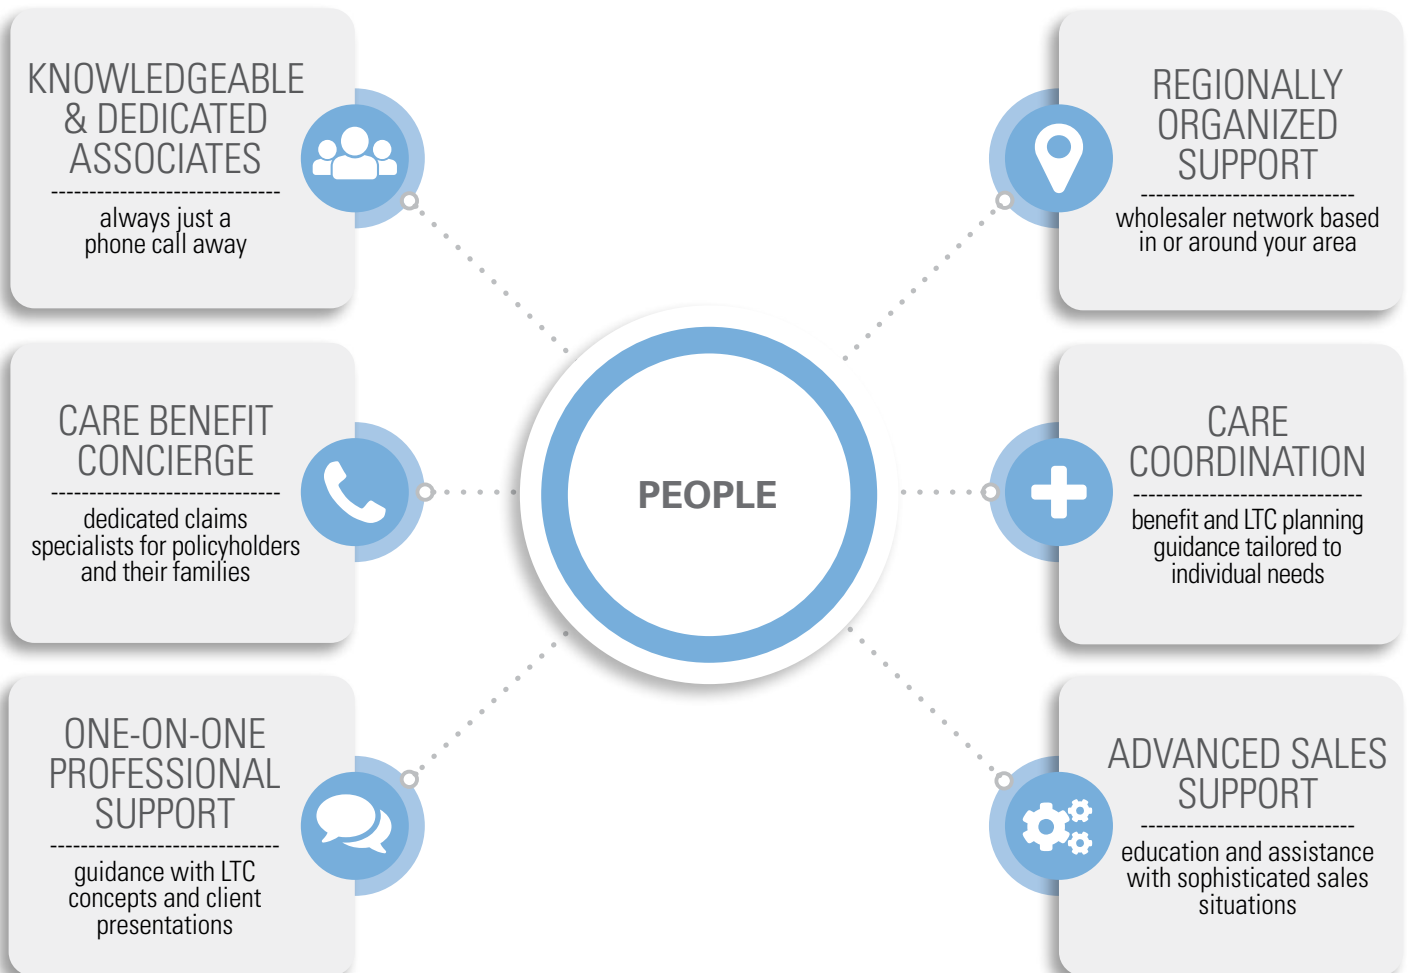 KNOWLEDGEABLE
& DEDICATED
ASSOCIATES
always just a
phone call away
CARE BENEFIT
CONCIERGE
dedicated claims
specialists for policyholders
and their families
ONE-ON-ONE
PROFESSIONAL
SUPPORT
guidance with LTC
concepts and client
presentations
PEOPLE
REGIONALLY
ORGANIZED
SUPPORT
wholesaler network based
in or around your area
CARE
COORDINATION
benefit and LTC planning
guidance tailored to
individual needs
ADVANCED SALES
SUPPORT
education and assistance
with sophisticated sales
situations